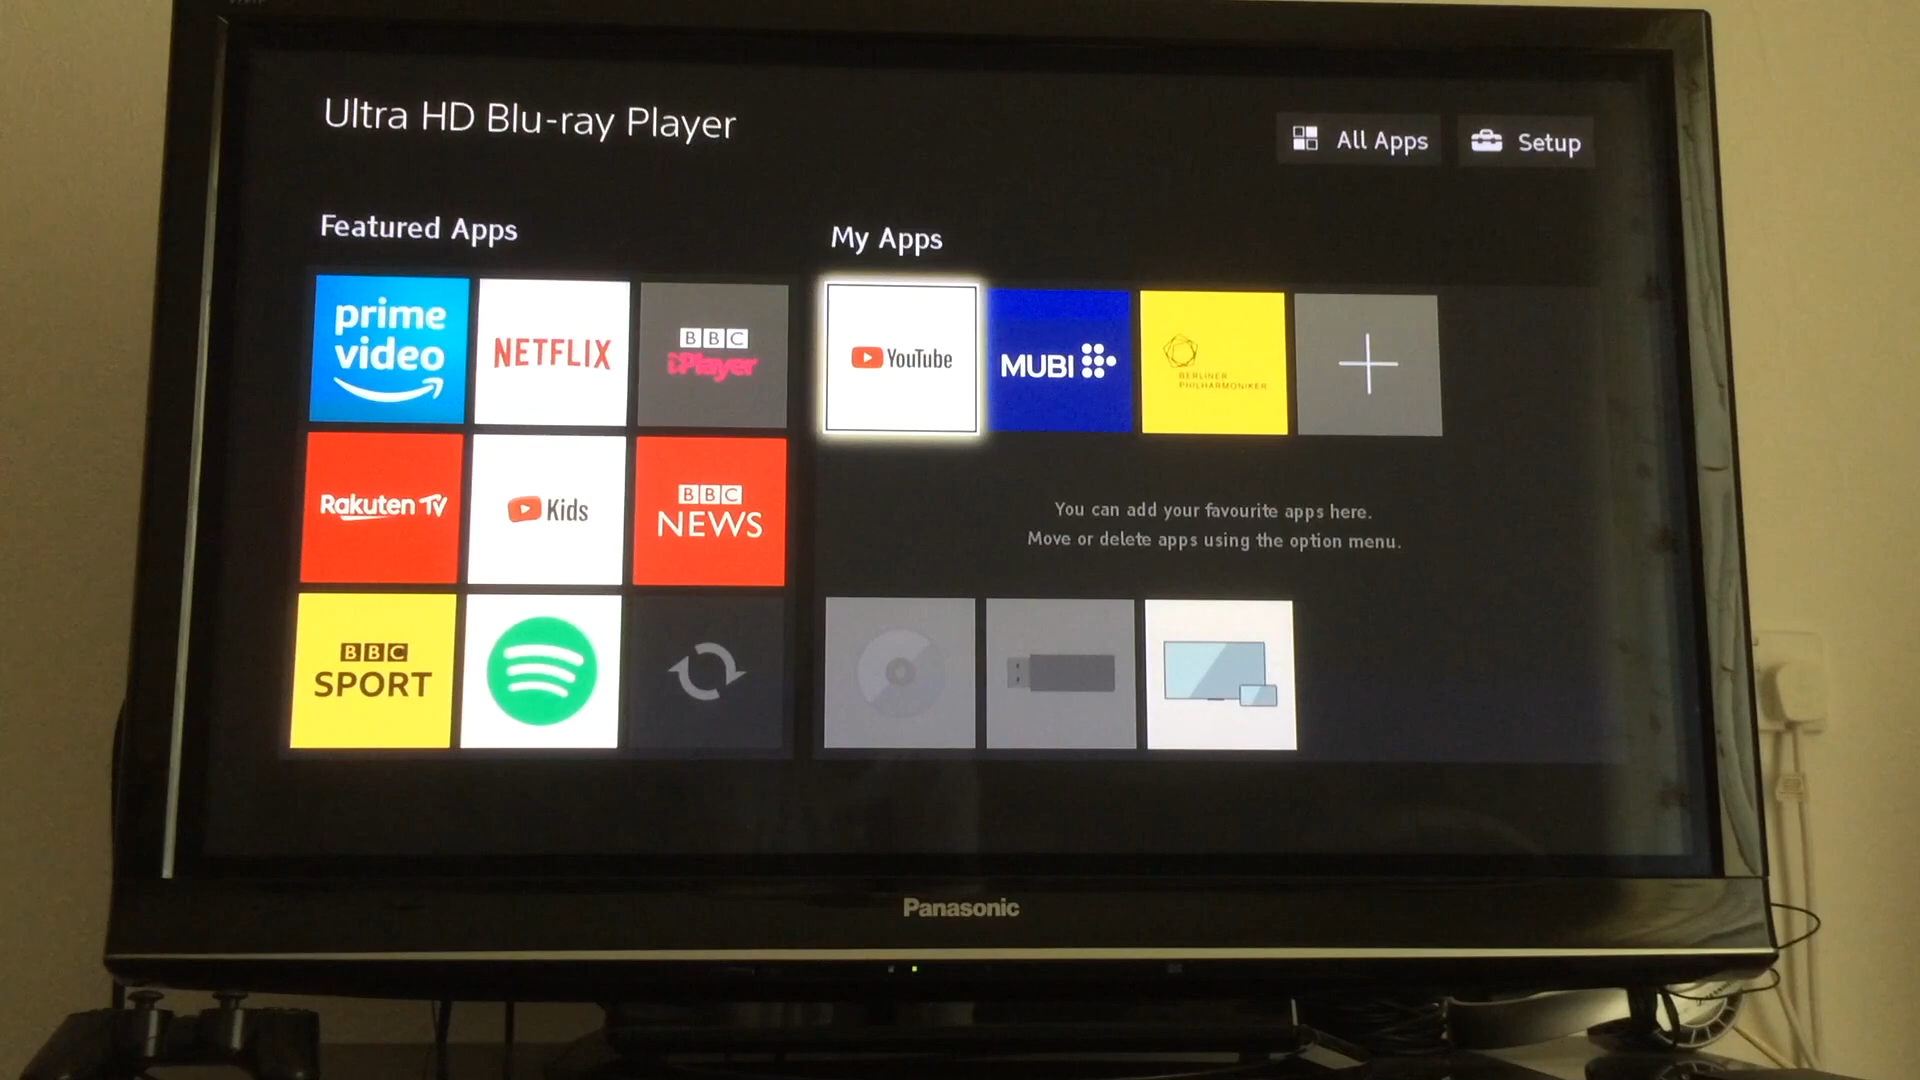 Ultra HD Blu-ray Player
All Apps
Setup
Featured Apps
My Apps
prime
video
NETFLIX
BBC
iPlayer
YouTube
MUBI
BERLINER
PHILHARMONIKER
Rakuten TV
Kids
BBC
NEWS
You can add your favourite apps here.
Move or delete apps using the option menu.
BBC
SPORT
Panasonic